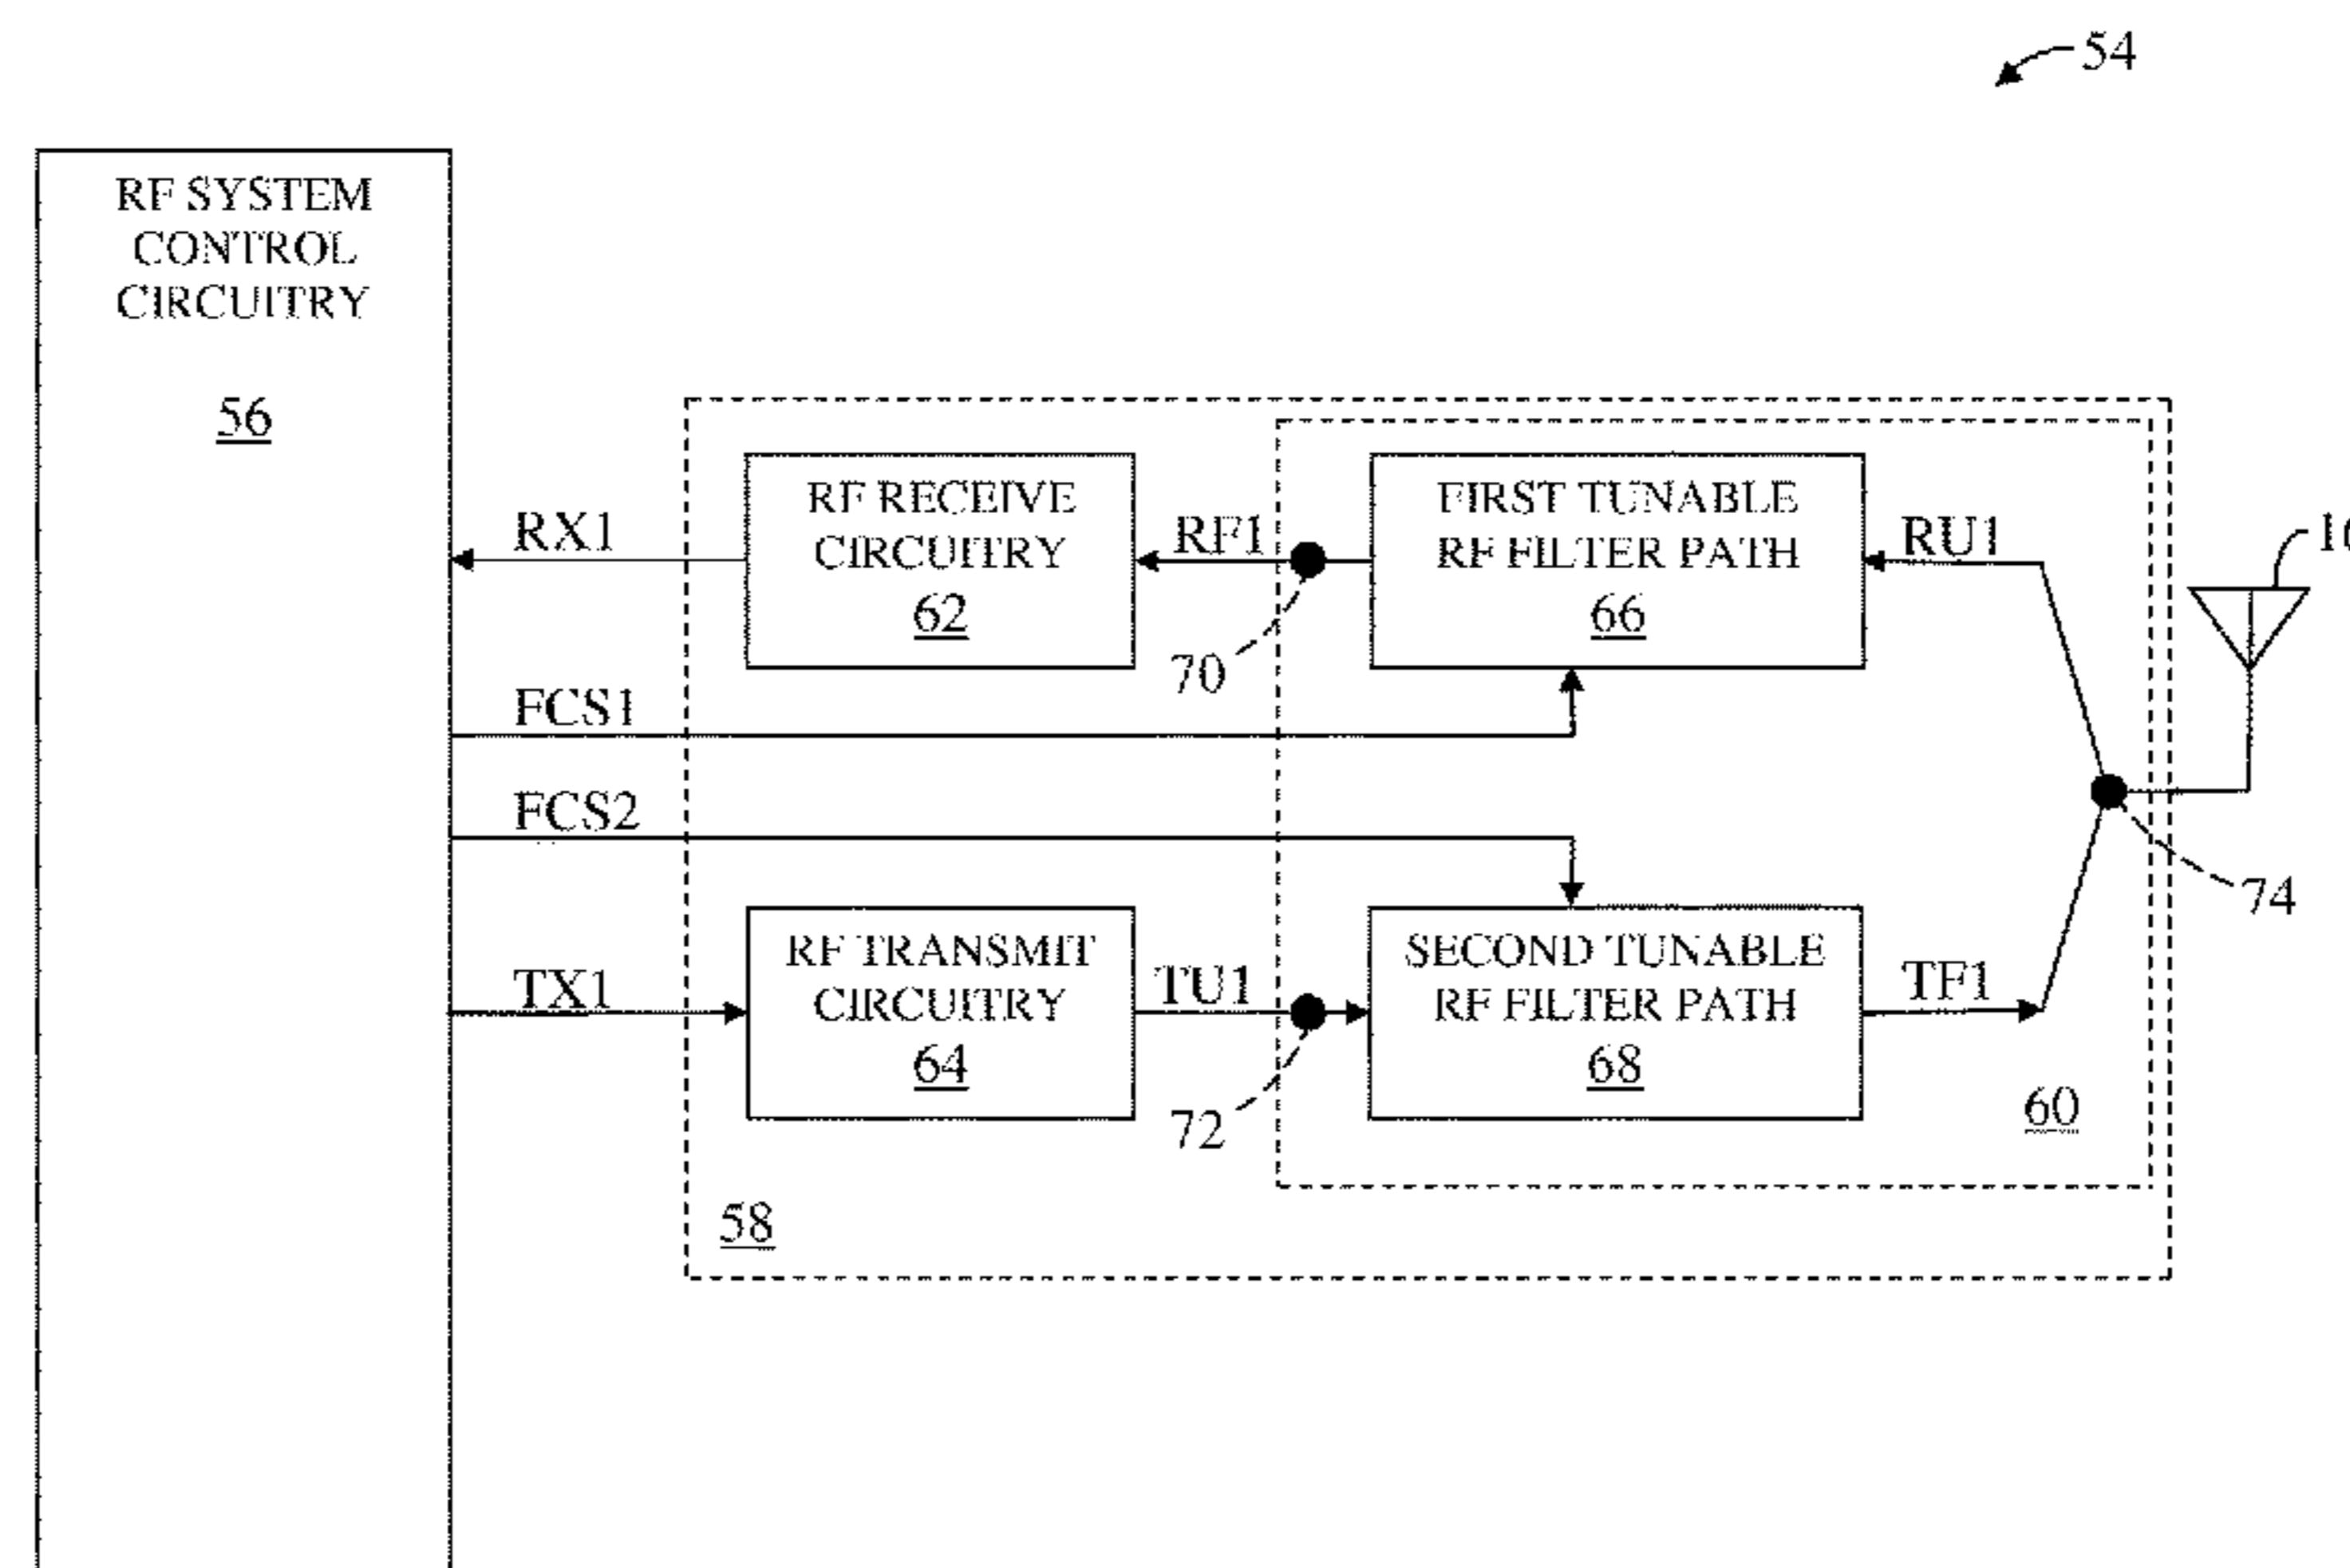 54
RF SYSTEM
CONTROL
CIRCUITRY
56
RF RECEIVE
CIRCUITRY
62
FIRST TUNABLE
RF FILTER PATH
66
RX1
RF1
RU1
70
FCS1
FCS2
74
RF TRANSMIT
CIRCUITRY
64
SECOND TUNABLE
RF FILTER PATH
68
TX1
TU1
TF1
72
60
58